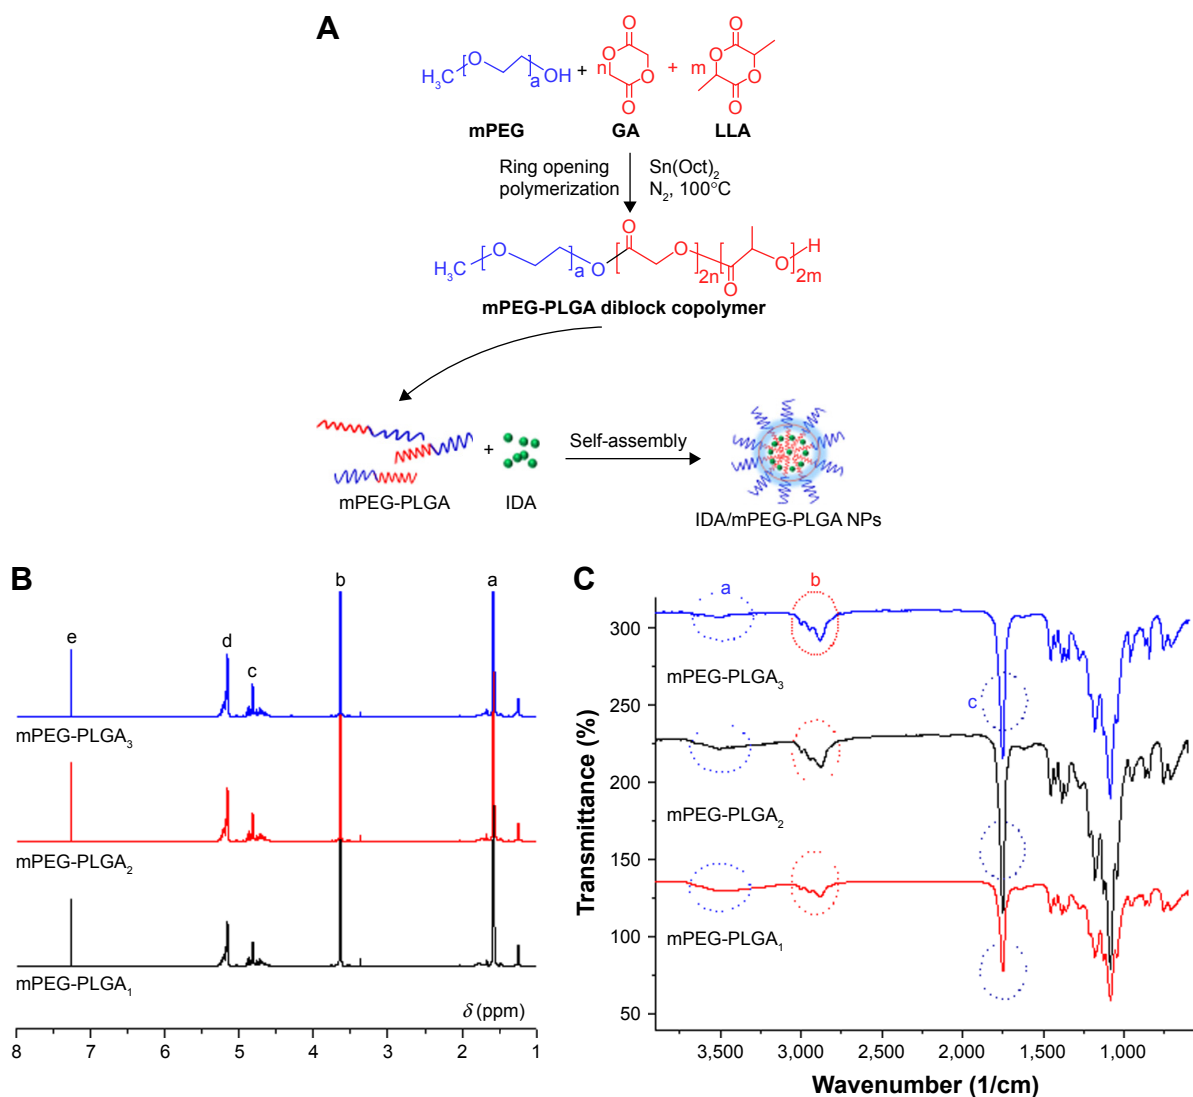 A
H₃C
O
a
OH
+
n
O
O
O
O
+
m
O
O
O
O
mPEG
GA
LLA
Ring opening
polymerization
Sn(Oct)₂
N₂, 100°C
H₃C
O
a
O
O
O
2n
O
O
H
2m
mPEG-PLGA diblock copolymer
+
Self-assembly
mPEG-PLGA
IDA
IDA/mPEG-PLGA NPs
B
e
d
c
b
a
mPEG-PLGA₃
mPEG-PLGA₂
mPEG-PLGA₁
δ (ppm)
8 7 6 5 4 3 2 1
C
a
b
c
mPEG-PLGA₃
mPEG-PLGA₂
mPEG-PLGA₁
Transmittance (%)
300
250
200
150
100
50
3,500 3,000 2,500 2,000 1,500 1,000
Wavenumber (1/cm)